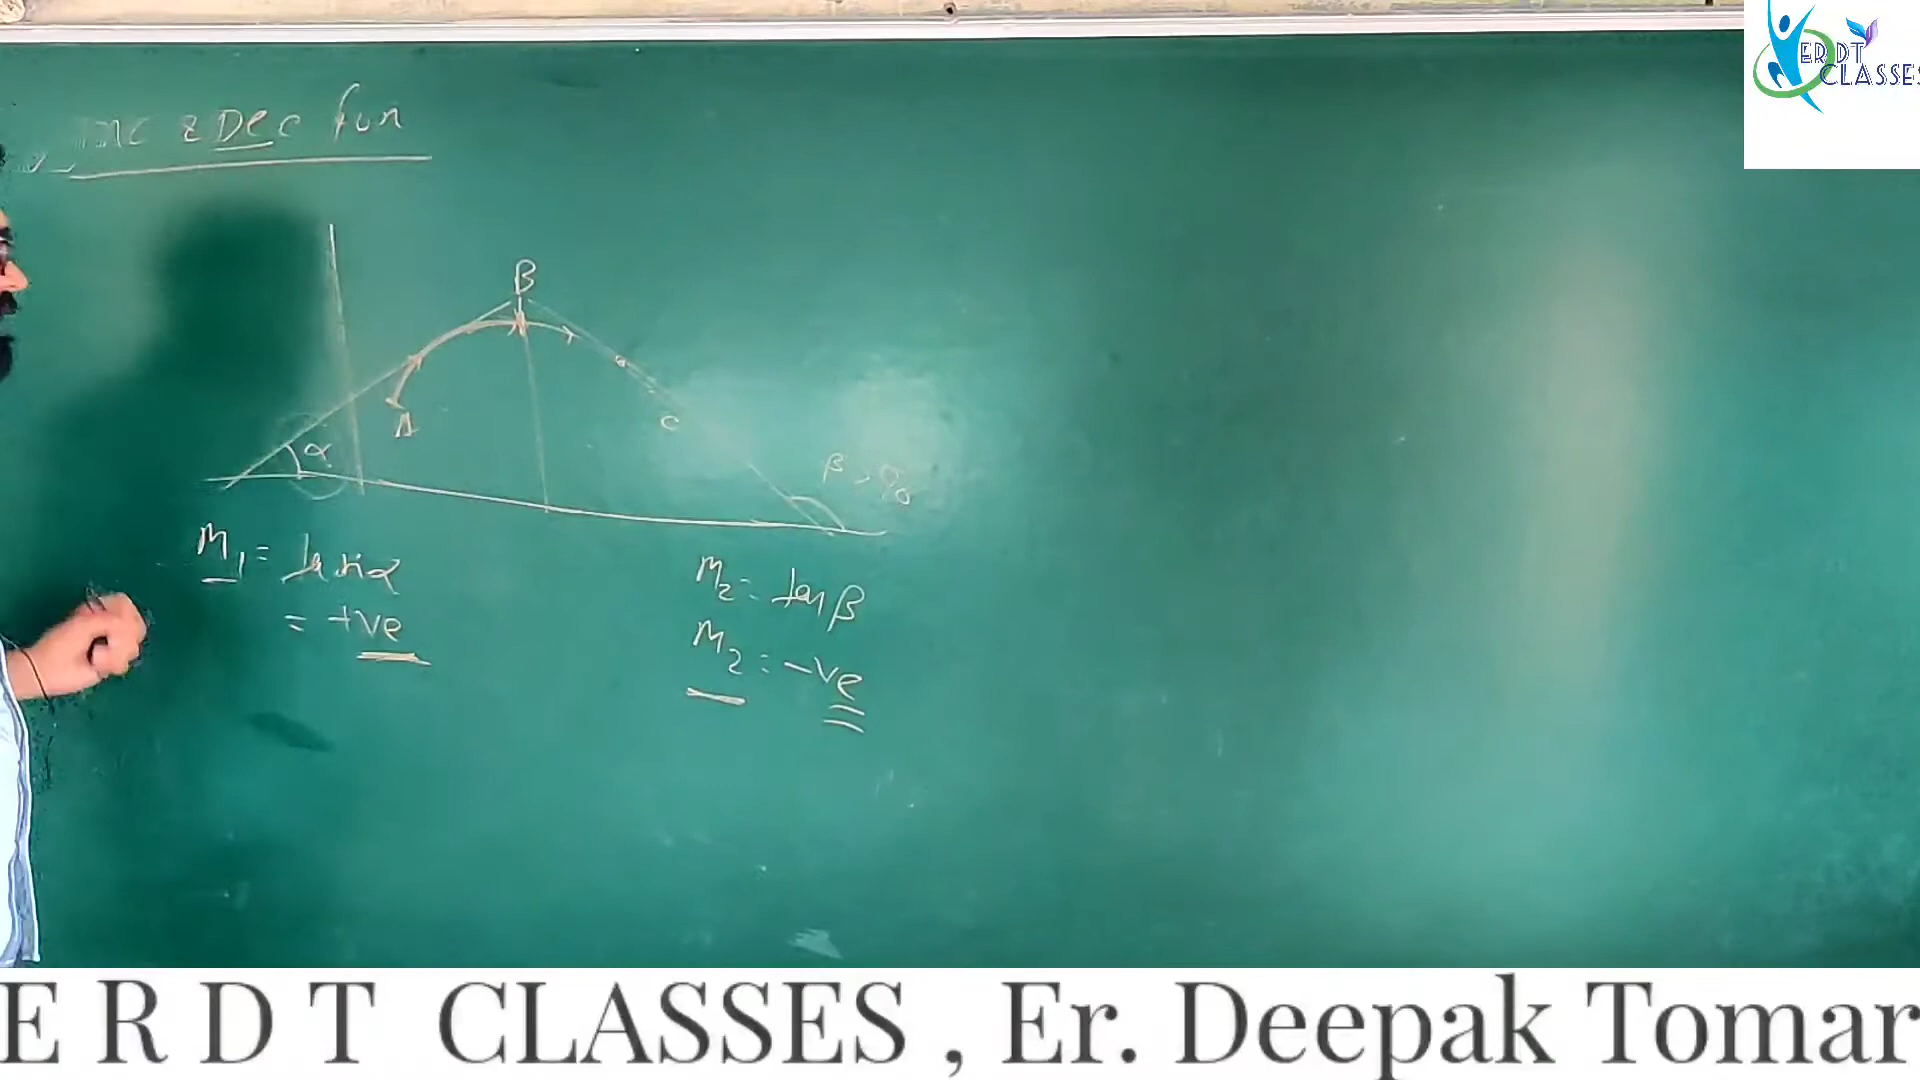 Inc & Dec fun
B
A
C
α
β > 90
M1 = tan α
= +ve
M2 = tan β
M2 = -ve
ER DT
CLASSES
E R D T CLASSES , Er. Deepak Tomar